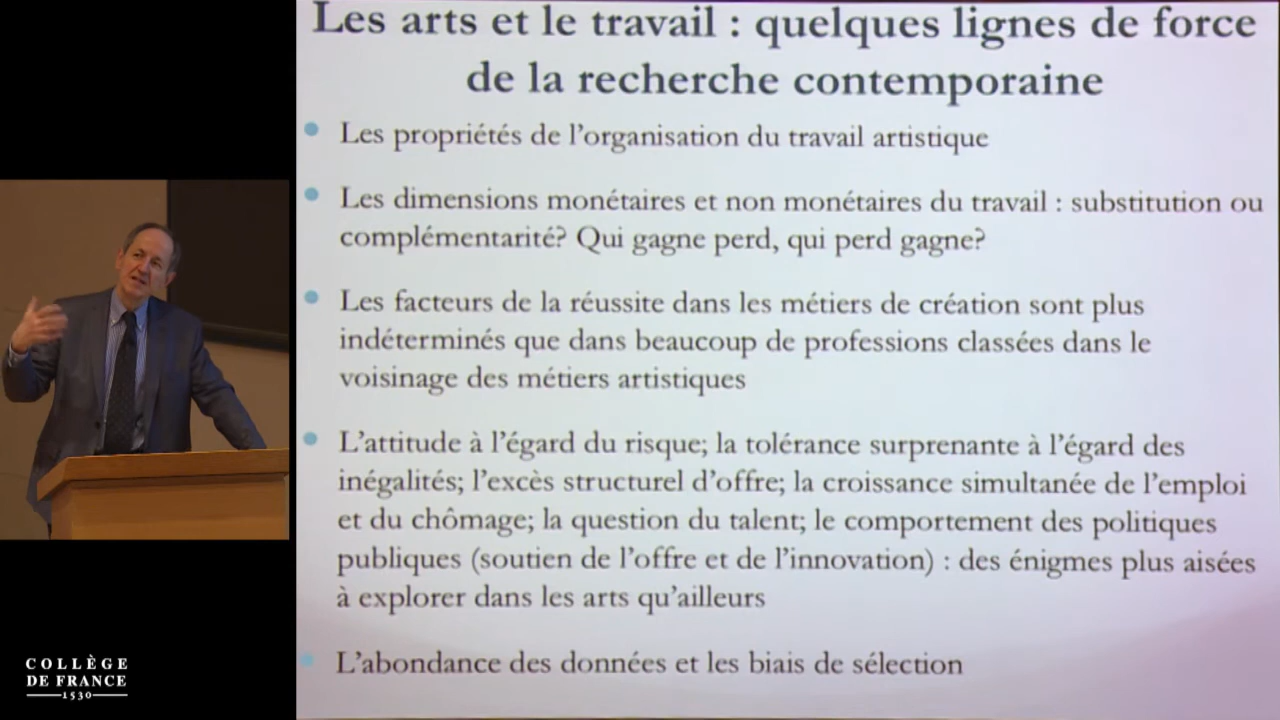 Les arts et le travail : quelques lignes de force
de la recherche contemporaine
Les propriétés de l'organisation du travail artistique
Les dimensions monétaires et non monétaires du travail : substitution ou
complémentarité? Qui gagne perd, qui perd gagne?
Les facteurs de la réussite dans les métiers de création sont plus
indéterminés que dans beaucoup de professions classées dans le
voisinage des métiers artistiques
L'attitude à l'égard du risque; la tolérance surprenante à l'égard des
inégalités; l'excès structurel d'offre; la croissance simultanée de l'emploi
et du chômage; la question du talent; le comportement des politiques
publiques (soutien de l'offre et de l'innovation) : des énigmes plus aisées
à explorer dans les arts qu'ailleurs
L'abondance des données et les biais de sélection
COLLÈGE
DE FRANCE
1530